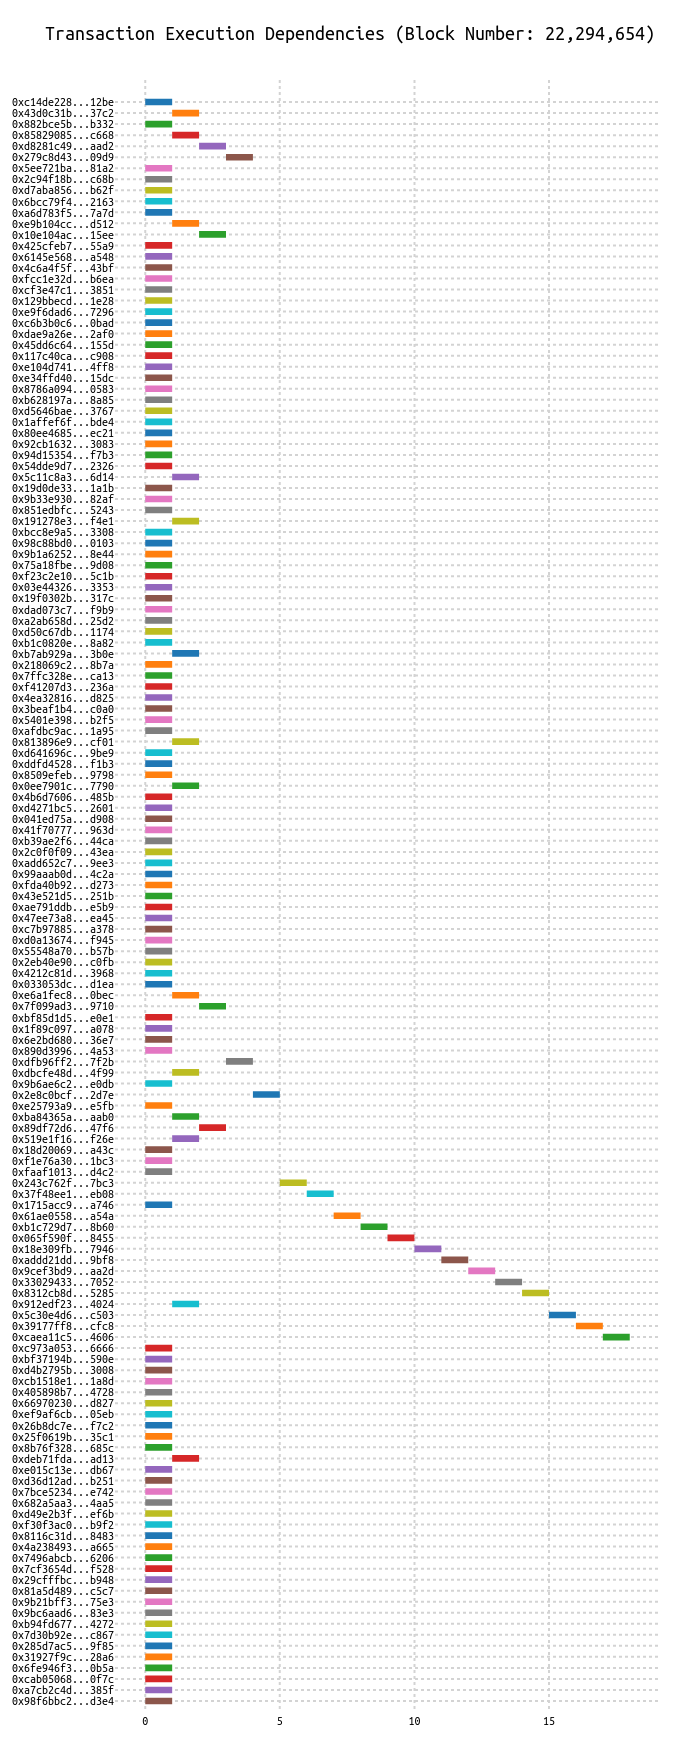 Transaction Execution Dependencies (Block Number: 22,294,654)
0xc14de228...12be
0x43d0c31b...37c2
0x882bce5b...b332
0x85829085...c668
0xd8281c49...aad2
0x279c8d43...09d9
0x5ee721ba...81a2
0x2c94f18b...c68b
0xd7aba856...b62f
0x6bcc79f4...2163
0xa6d783f5...7a7d
0xe9b104cc...d512
0x10e104ac...15ee
0x425cfeb7...55a9
0x6145e568...a548
0x4c6a4f5f...43bf
0xfcc1e32d...b6ea
0xcf3e47c1...3851
0x129bbecd...1e28
0xe9f6dad6...7296
0xc6b3b0c6...0bad
0xdae9a26e...2af0
0x45dd6c64...155d
0x117c40ca...c908
0xe104d741...4ff8
0xe34ffd40...15dc
0x8786a094...0583
0xb628197a...8a85
0xd5646bae...3767
0x1affef6f...bde4
0x80ee4685...ec21
0x92cb1632...3083
0x94d15354...f7b3
0x54dde9d7...2326
0x5c11c8a3...6d14
0x19d0de33...1a1b
0x9b33e930...82af
0x851edbfc...5243
0x191278e3...f4e1
0xbcc8e9a5...3308
0x98c88bd0...0103
0x9b1a6252...8e44
0x75a18fbe...9d08
0xf23c2e10...5c1b
0x03e44326...3353
0x19f0302b...317c
0xdad073c7...f9b9
0xa2ab658d...25d2
0xd50c67db...1174
0xb1c0820e...8a82
0xb7ab929a...3b0e
0x218069c2...8b7a
0x7ffc328e...ca13
0xf41207d3...236a
0x4ea32816...d825
0x3beaf1b4...c0a0
0x5401e398...b2f5
0xafdbc9ac...1a95
0x813896e9...cf01
0xd641696c...9be9
0xddfd4528...f1b3
0x8509efeb...9798
0x0ee7901c...7790
0x4b6d7606...485b
0xd4271bc5...2601
0x041ed75a...d908
0x41f70777...963d
0xb39ae2f6...44ca
0x2c0f0f09...43ea
0xadd652c7...9ee3
0x99aaab0d...4c2a
0xfda40b92...d273
0x43e521d5...251b
0xae791ddb...e5b9
0x47ee73a8...ea45
0xc7b97885...a378
0xd0a13674...f945
0x55548a70...b57b
0x2eb40e90...c0fb
0x4212c81d...3968
0x033053dc...d1ea
0xe6a1fec8...0bec
0x7f099ad3...9710
0xbf85d1d5...e0e1
0x1f89c097...a078
0x6e2bd680...36e7
0x890d3996...4a53
0xdfb96ff2...7f2b
0xdbcfe48d...4f99
0x9b6ae6c2...e0db
0x2e8c0bcf...2d7e
0xe25793a9...e5fb
0xba84365a...aab0
0x89df72d6...47f6
0x519e1f16...f26e
0x18d20069...a43c
0xf1e76a30...1bc3
0xfaaf1013...d4c2
0x243c762f...7bc3
0x37f48ee1...eb08
0x1715acc9...a746
0x61ae0558...a54a
0xb1c729d7...8b60
0x065f590f...8455
0x18e309fb...7946
0xaddd21dd...9bf8
0x9cef3bd9...aa2d
0x33029433...7052
0x8312cb8d...5285
0x912edf23...4024
0x5c30e4d6...c503
0x39177ff8...cfc8
0xcaea11c5...4606
0xc973a053...6666
0xbf37194b...590e
0xd4b2795b...3008
0xcb1518e1...1a8d
0x405898b7...4728
0x66970230...d827
0xef9af6cb...05eb
0x26b8dc7e...f7c2
0x25f0619b...35c1
0x8b76f328...685c
0xdeb71fda...ad13
0xe015c13e...db67
0xd36d12ad...b251
0x7bce5234...e742
0x682a5aa3...4aa5
0xd49e2b3f...ef6b
0xf30f3ac0...b9f2
0x8116c31d...8483
0x4a238493...a665
0x7496abcb...6206
0x7cf3654d...f528
0x29cfffbc...b948
0x81a5d489...c5c7
0x9b21bff3...75e3
0x9bc6aad6...83e3
0xb94fd677...4272
0x7d30b92e...c867
0x285d7ac5...9f85
0x31927f9c...28a6
0x6fe946f3...0b5a
0xcab05068...0f7c
0xa7cb2c4d...385f
0x98f6bbc2...d3e4
0 5 10 15